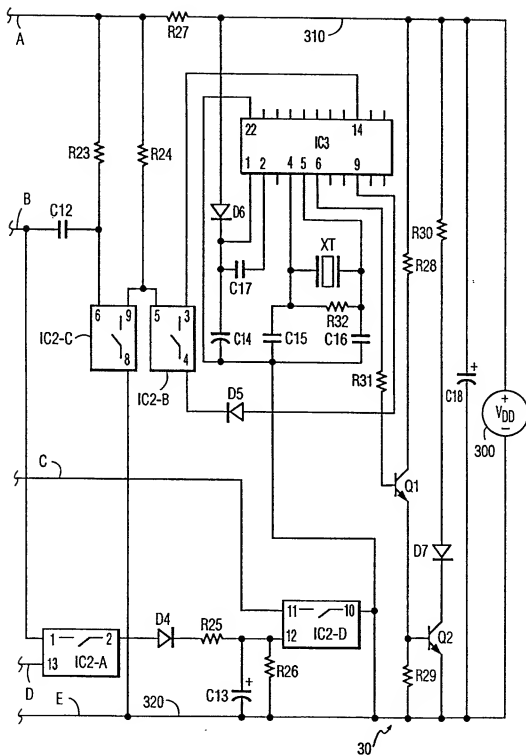 A
R27
310
R23
R24
22
14
IC3
1 2 4 5 6 9
B
C12
D6
XT
R30
R28
C17
6 9
8
5 3
4
IC2-C
IC2-B
C14
C15
R32
C16
R31
C18
+
+
VDD
−
300
D5
C
Q1
D7
D4
R25
11 10
12
IC2-D
1 2
13
IC2-A
D
R26
C13
+
Q2
R29
E
320
30